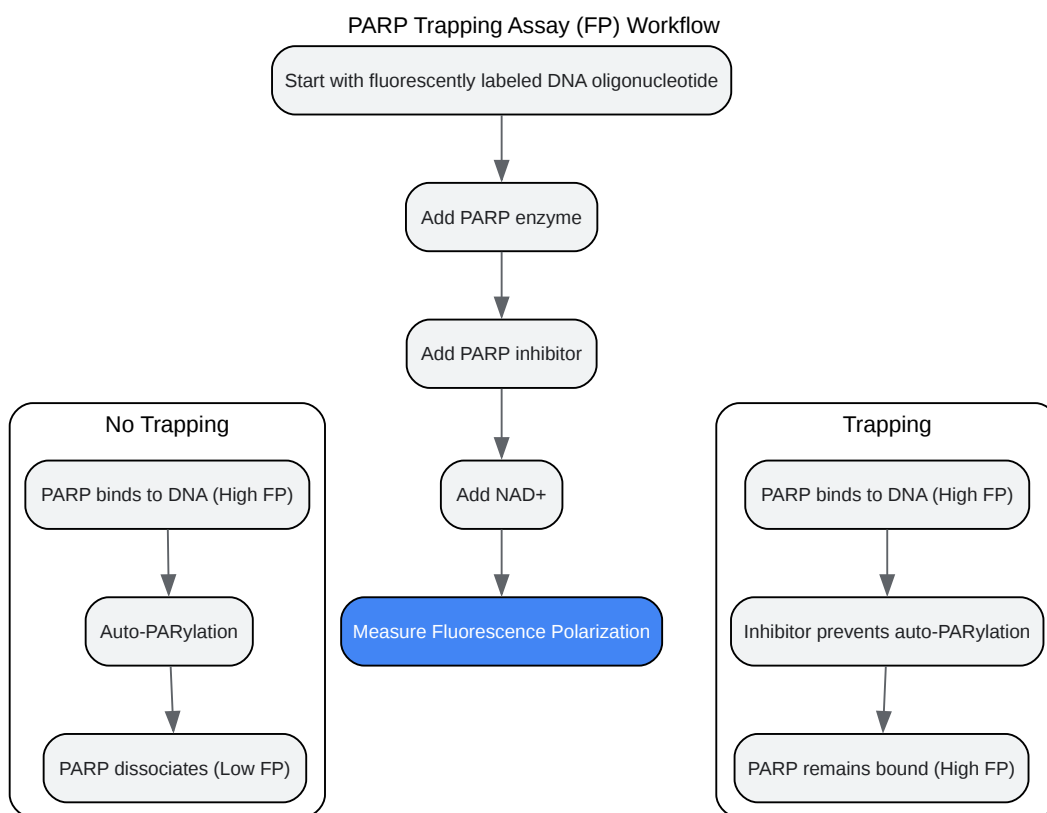 PARP Trapping Assay (FP) Workflow
Start with fluorescently labeled DNA oligonucleotide
Add PARP enzyme
Add PARP inhibitor
Add NAD+
Measure Fluorescence Polarization
No Trapping
PARP binds to DNA (High FP)
Auto-PARylation
PARP dissociates (Low FP)
Trapping
PARP binds to DNA (High FP)
Inhibitor prevents auto-PARylation
PARP remains bound (High FP)